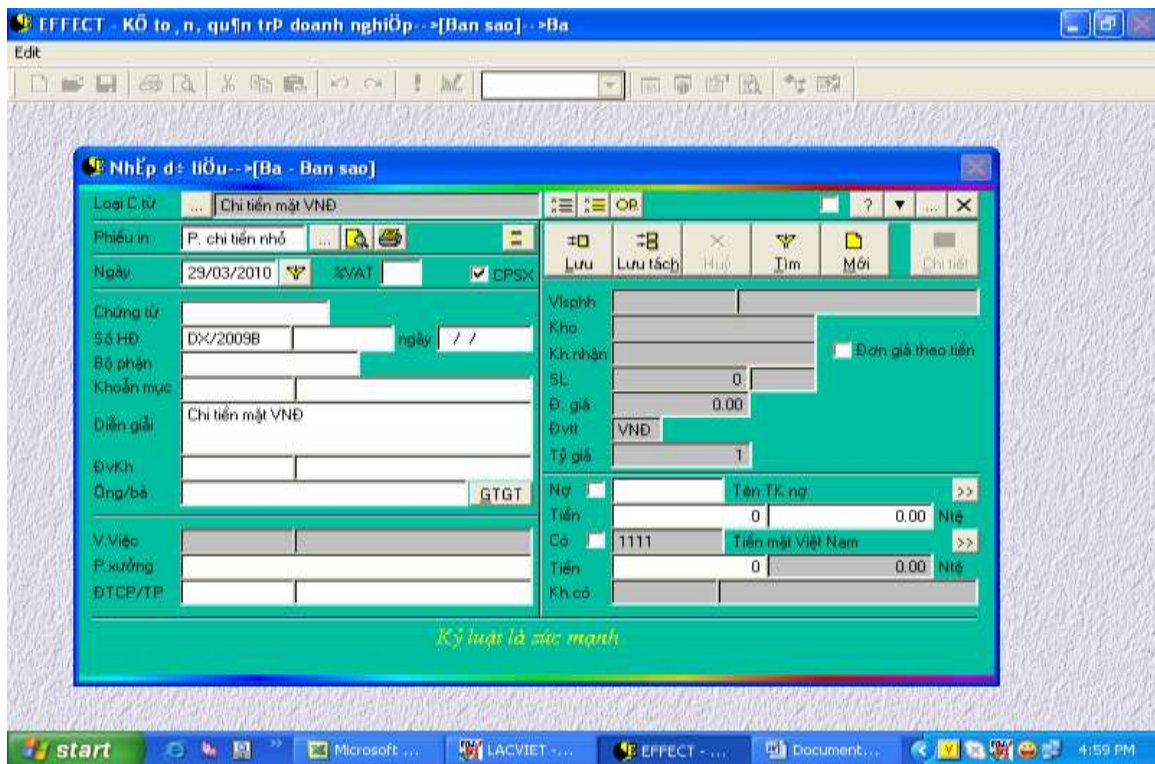 EFFECT - KÕ to¸n, qu¶n trÞ doanh nghiÖp-->[Ban sao]-->Ba
Edit
NhËp d÷ liÖu-->[Ba - Ban sao]
Loại C.từ ... Chi tiền mặt VNĐ OR ? ...
Phiếu in P. chi tiền nhỏ ...
Lưu Lưu tách Huỷ Tìm Mới Chi tiết
Ngày 29/03/2010 %VAT CPSX
Chứng từ
Số HĐ DX/2009B ngày / /
Bộ phận
Khoản mục
Diễn giải Chi tiền mặt VNĐ
ĐvKh
Ông/bà GTGT
V.Việc
P.xưởng
ĐTCP/TP
Vlsphh
Kho
Kh.nhận Đơn giá theo tiền
SL 0
Đ. giá 0.00
Đvtt VNĐ
Tỷ giá 1
Nợ Tên TK nợ >>
Tiền 0 0.00 Ntệ
Có 1111 Tiền mặt Việt Nam >>
Tiền 0 0.00 Ntệ
Kh.có
Kỷ luật là sức mạnh
start Microsoft ... LACVIET -... EFFECT - ... Document... 4:59 PM